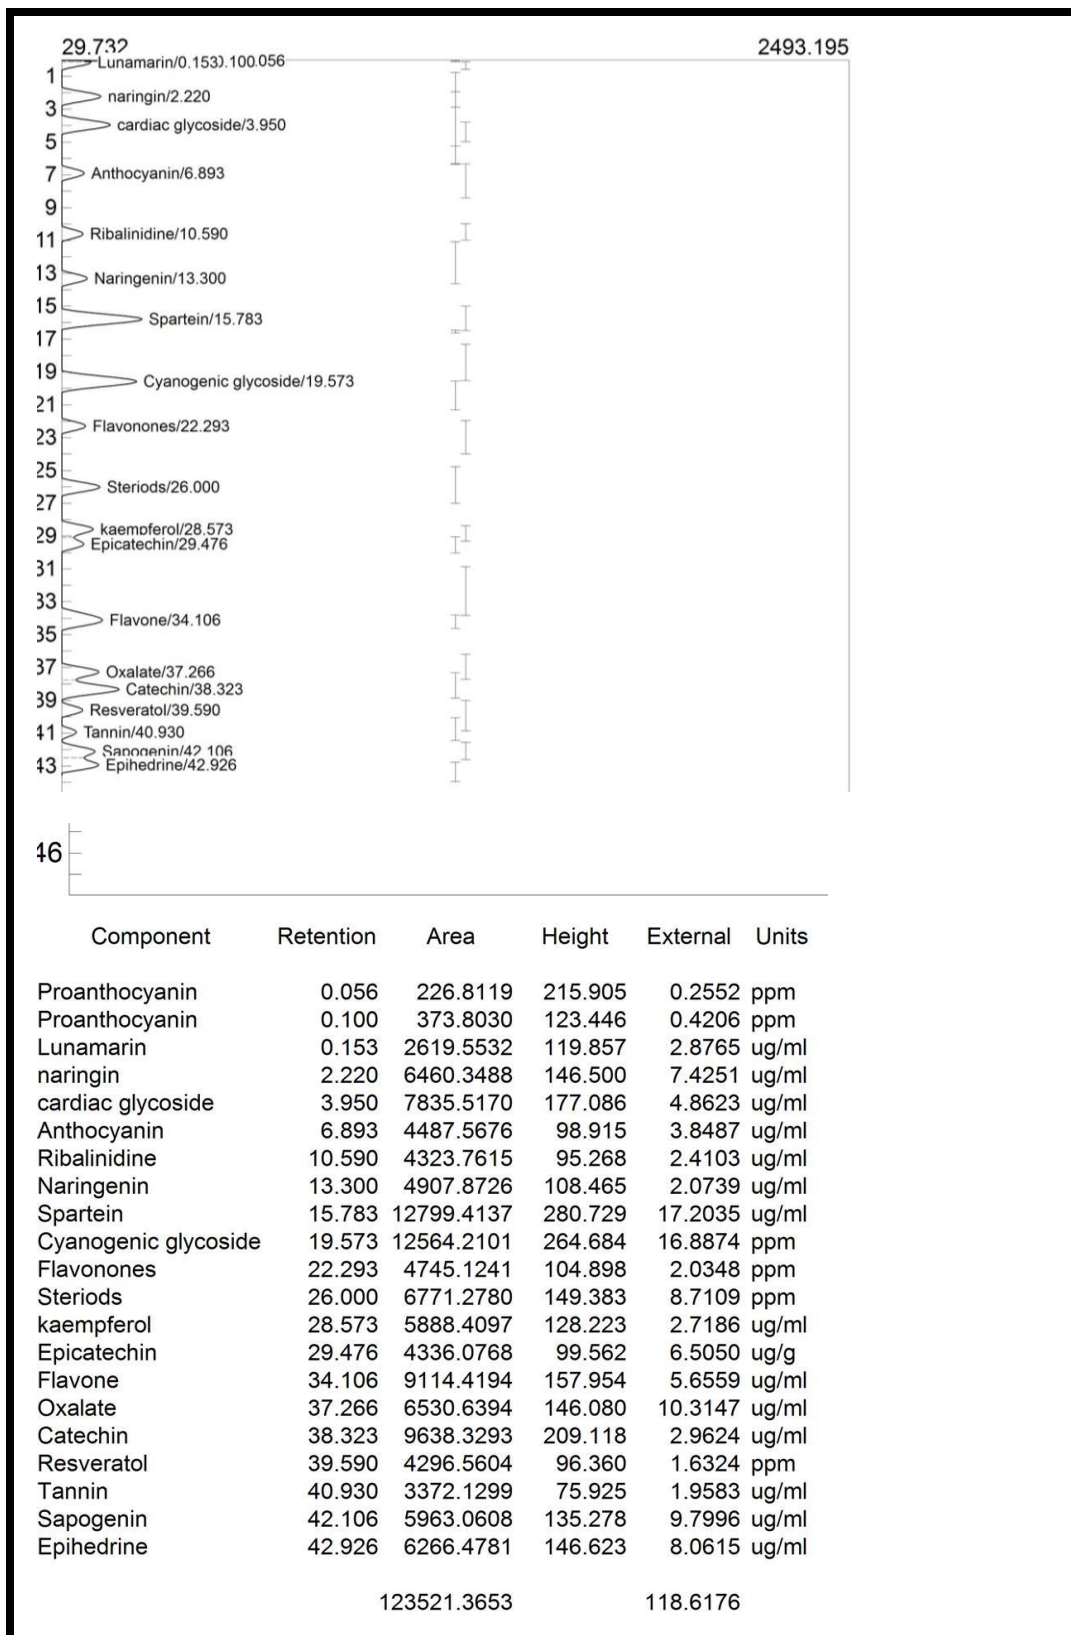 29.732 2493.195
Lunamarin/0.153).100.056
1
naringin/2.220
3
cardiac glycoside/3.950
5
7 Anthocyanin/6.893
9
Ribalinidine/10.590
11
13 Naringenin/13.300
15
Spartein/15.783
17
19
Cyanogenic glycoside/19.573
21
Flavonones/22.293
23
25
Steriods/26.000
27
kaempferol/28.573
29
Epicatechin/29.476
31
33
Flavone/34.106
35
37
Oxalate/37.266
Catechin/38.323
39
Resveratol/39.590
41 Tannin/40.930
Sapogenin/42.106
43 Epihedrine/42.926
46
Component Retention Area Height External Units
Proanthocyanin 0.056 226.8119 215.905 0.2552 ppm
Proanthocyanin 0.100 373.8030 123.446 0.4206 ppm
Lunamarin 0.153 2619.5532 119.857 2.8765 ug/ml
naringin 2.220 6460.3488 146.500 7.4251 ug/ml
cardiac glycoside 3.950 7835.5170 177.086 4.8623 ug/ml
Anthocyanin 6.893 4487.5676 98.915 3.8487 ug/ml
Ribalinidine 10.590 4323.7615 95.268 2.4103 ug/ml
Naringenin 13.300 4907.8726 108.465 2.0739 ug/ml
Spartein 15.783 12799.4137 280.729 17.2035 ug/ml
Cyanogenic glycoside 19.573 12564.2101 264.684 16.8874 ppm
Flavonones 22.293 4745.1241 104.898 2.0348 ppm
Steriods 26.000 6771.2780 149.383 8.7109 ppm
kaempferol 28.573 5888.4097 128.223 2.7186 ug/ml
Epicatechin 29.476 4336.0768 99.562 6.5050 ug/g
Flavone 34.106 9114.4194 157.954 5.6559 ug/ml
Oxalate 37.266 6530.6394 146.080 10.3147 ug/ml
Catechin 38.323 9638.3293 209.118 2.9624 ug/ml
Resveratol 39.590 4296.5604 96.360 1.6324 ppm
Tannin 40.930 3372.1299 75.925 1.9583 ug/ml
Sapogenin 42.106 5963.0608 135.278 9.7996 ug/ml
Epihedrine 42.926 6266.4781 146.623 8.0615 ug/ml
123521.3653 118.6176